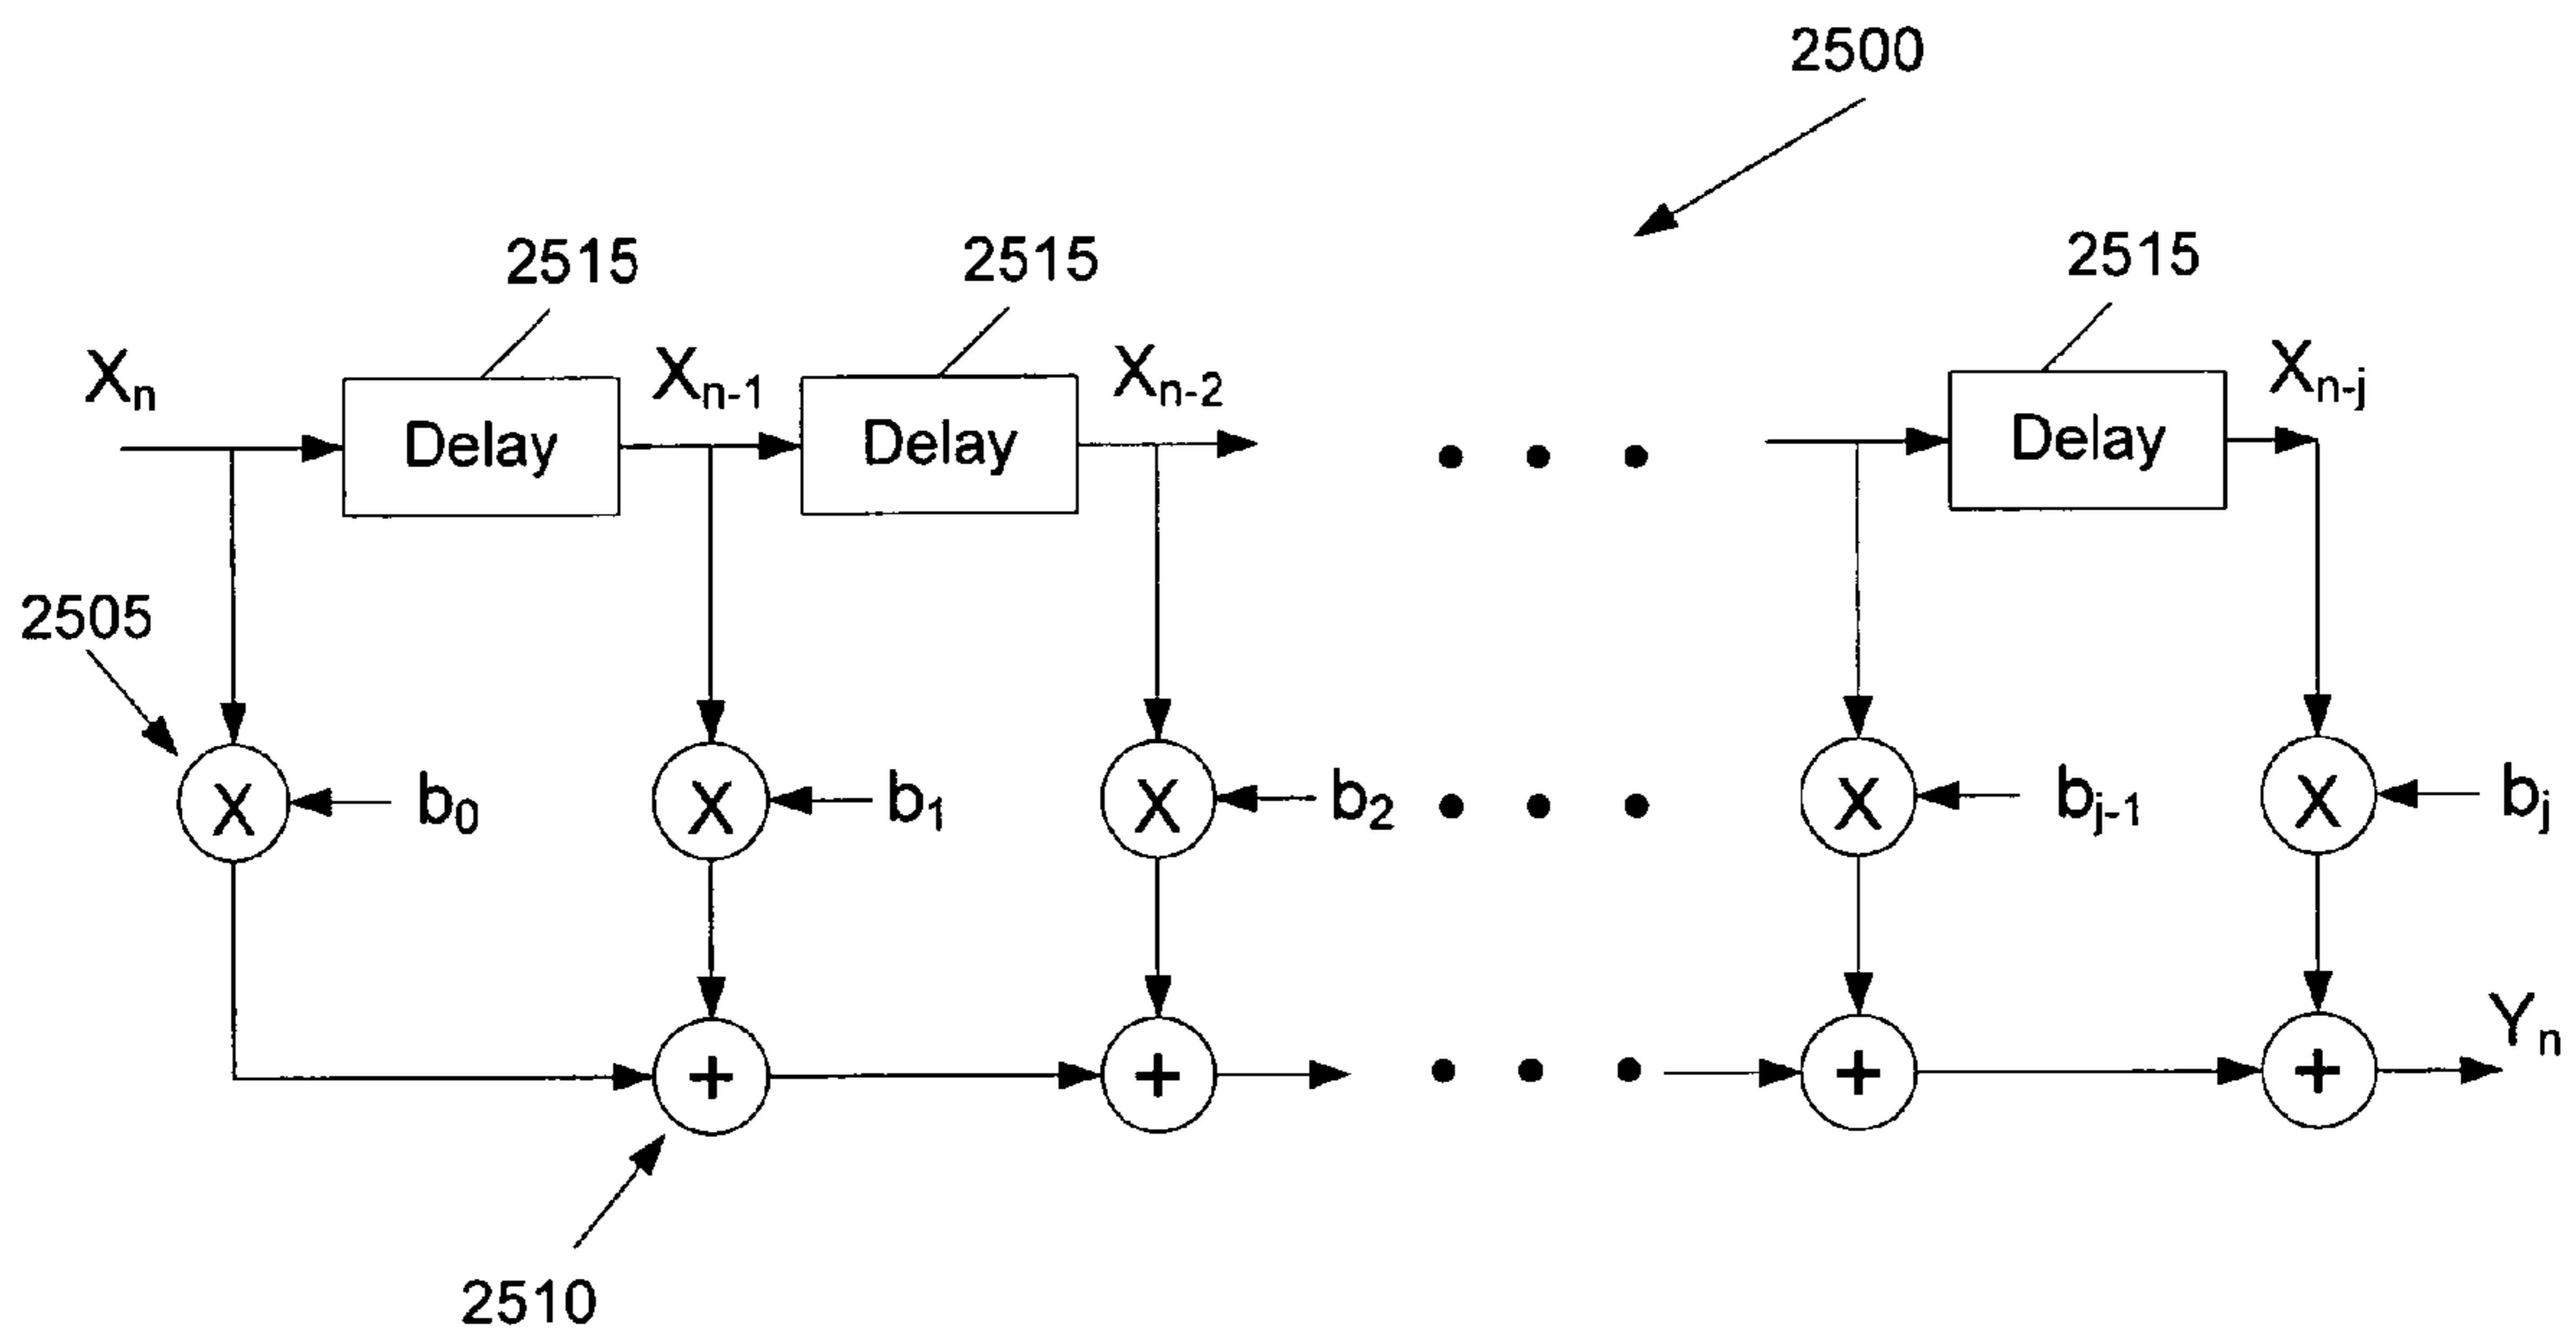 2500
2515 2515 2515
Xn Xn-1 Xn-2 Xn-j
Delay Delay • • • Delay
2505
X b0 X b1 X b2 • • • X bj-1 X bj
+ + • • • + + Yn
2510